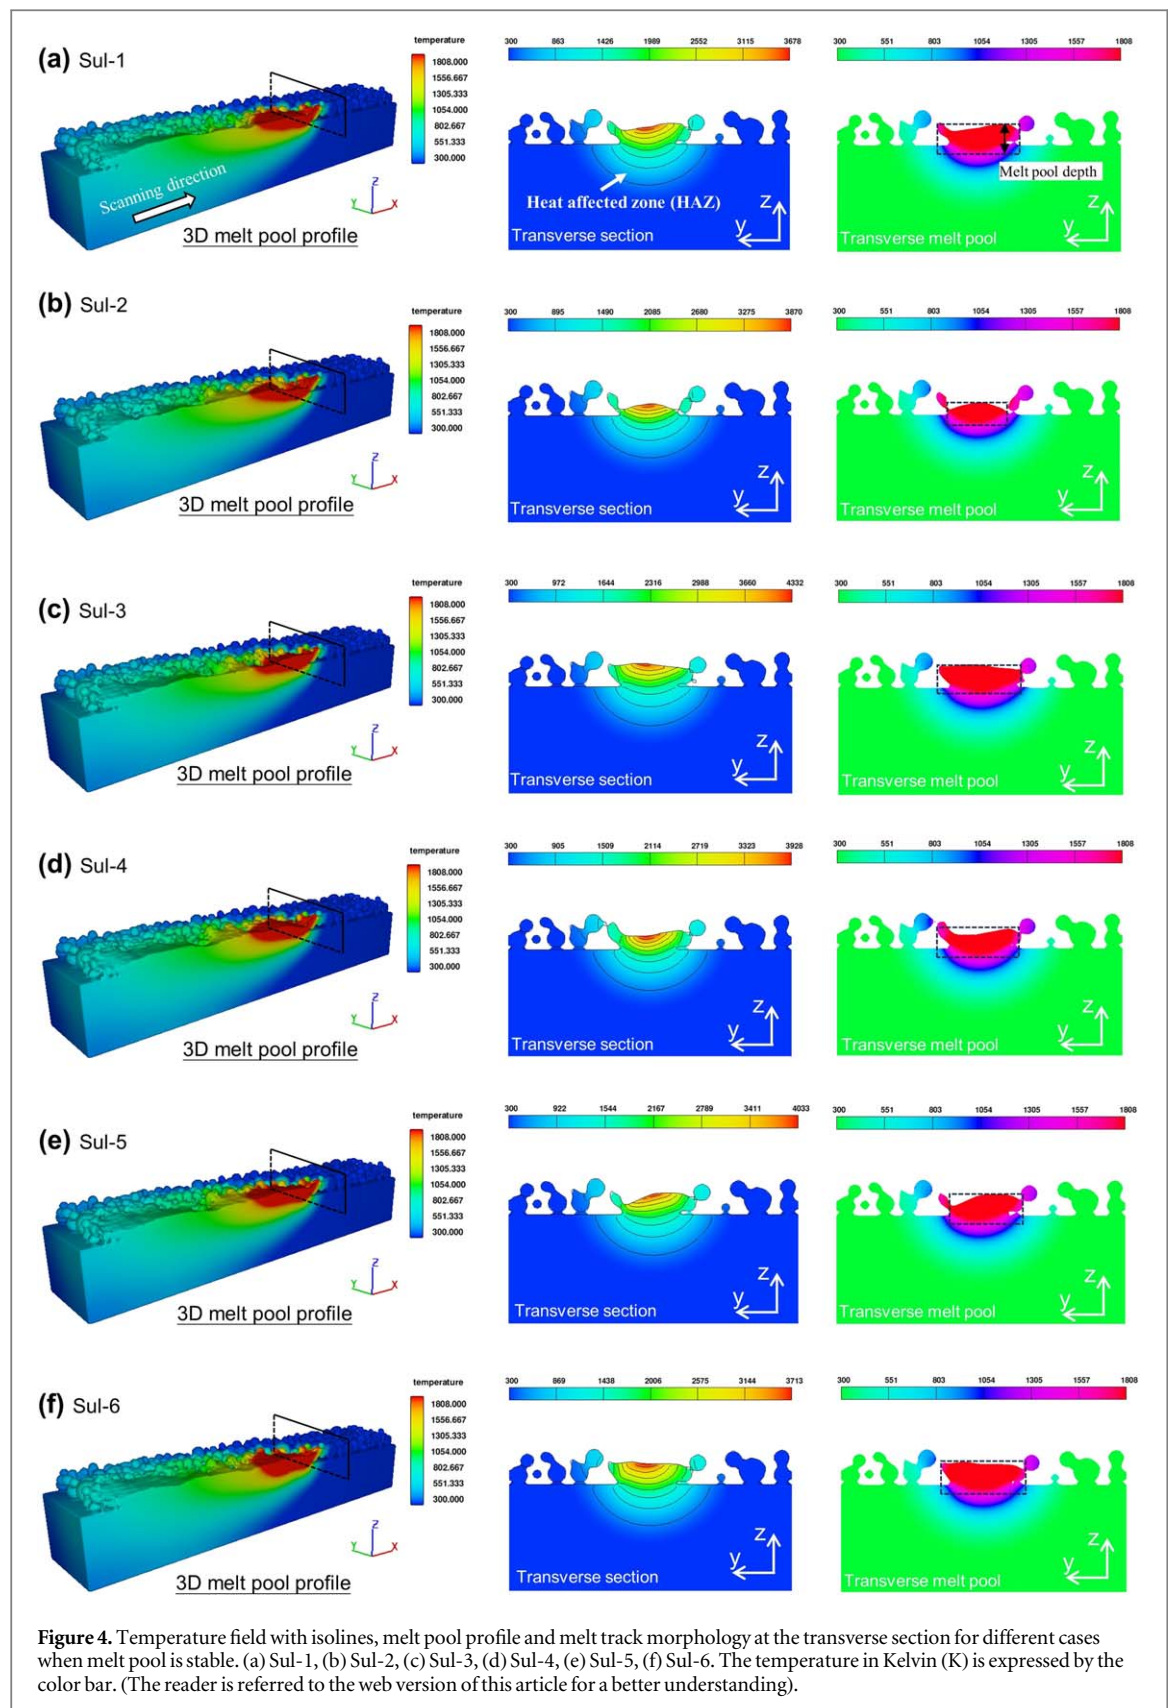 (a) Sul-1
temperature
1808.000
1556.667
1305.333
1054.000
802.667
551.333
300.000
Scanning direction
Z
Y
X
3D melt pool profile
300 863 1426 1989 2552 3115 3678
Heat affected zone (HAZ)
Transverse section
z
y
300 551 803 1054 1305 1557 1808
Melt pool depth
Transverse melt pool
z
y
(b) Sul-2
temperature
1808.000
1556.667
1305.333
1054.000
802.667
551.333
300.000
Z
Y
X
3D melt pool profile
300 895 1490 2085 2680 3275 3870
Transverse section
z
y
300 551 803 1054 1305 1557 1808
Transverse melt pool
z
y
(c) Sul-3
temperature
1808.000
1556.667
1305.333
1054.000
802.667
551.333
300.000
Z
Y
X
3D melt pool profile
300 972 1644 2316 2988 3660 4332
Transverse section
z
y
300 551 803 1054 1305 1557 1808
Transverse melt pool
z
y
(d) Sul-4
temperature
1808.000
1556.667
1305.333
1054.000
802.667
551.333
300.000
Z
Y
X
3D melt pool profile
300 905 1509 2114 2719 3323 3928
Transverse section
z
y
300 551 803 1054 1305 1557 1808
Transverse melt pool
z
y
(e) Sul-5
temperature
1808.000
1556.667
1305.333
1054.000
802.667
551.333
300.000
Z
Y
X
3D melt pool profile
300 922 1544 2167 2789 3411 4033
Transverse section
z
y
300 551 803 1054 1305 1557 1808
Transverse melt pool
z
y
(f) Sul-6
temperature
1808.000
1556.667
1305.333
1054.000
802.667
551.333
300.000
Z
Y
X
3D melt pool profile
300 869 1438 2006 2575 3144 3713
Transverse section
z
y
300 551 803 1054 1305 1557 1808
Transverse melt pool
z
y
Figure 4. Temperature field with isolines, melt pool profile and melt track morphology at the transverse section for different cases
when melt pool is stable. (a) Sul-1, (b) Sul-2, (c) Sul-3, (d) Sul-4, (e) Sul-5, (f) Sul-6. The temperature in Kelvin (K) is expressed by the
color bar. (The reader is referred to the web version of this article for a better understanding).